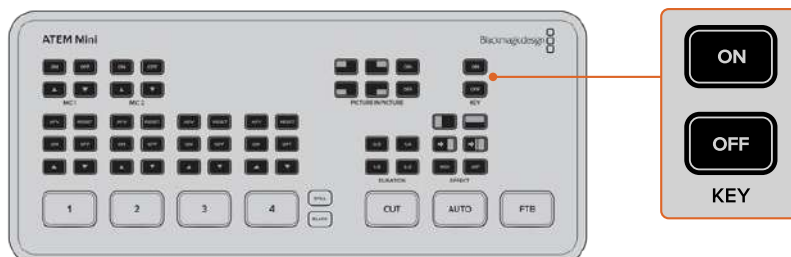 ATEM Mini
Blackmagicdesign
ON OFF ON OFF
MIC 1 MIC 2
ON
OFF
PICTURE IN PICTURE
ON
OFF
KEY
AFV RESET AFV RESET AFV RESET AFV RESET
ON OFF ON OFF ON OFF ON OFF
DURATION
EFFECT
1 2 3 4
STILL
BLACK
CUT AUTO FTB
ON
OFF
KEY